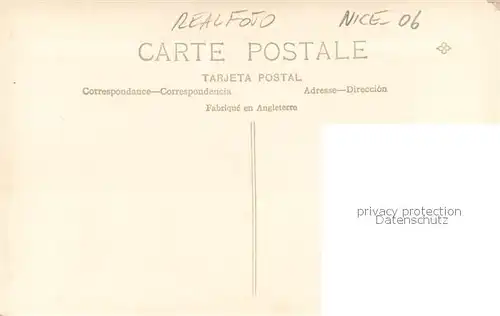 REALFOTO NICE-06
CARTE POSTALE
TARJETA POSTAL
Correspondance—Correspondencia Adresse—Dirección
Fabriqué en Angleterre
privacy protection
Datenschutz